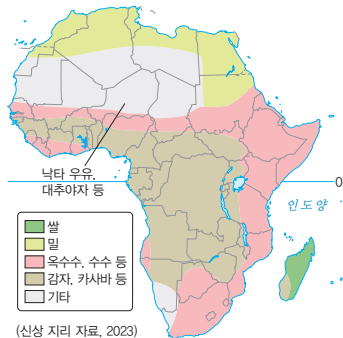 낙타 우유,
대추야자 등
0
인도양
쌀
밀
옥수수, 수수 등
감자, 카사바 등
기타
(신상 지리 자료, 2023)